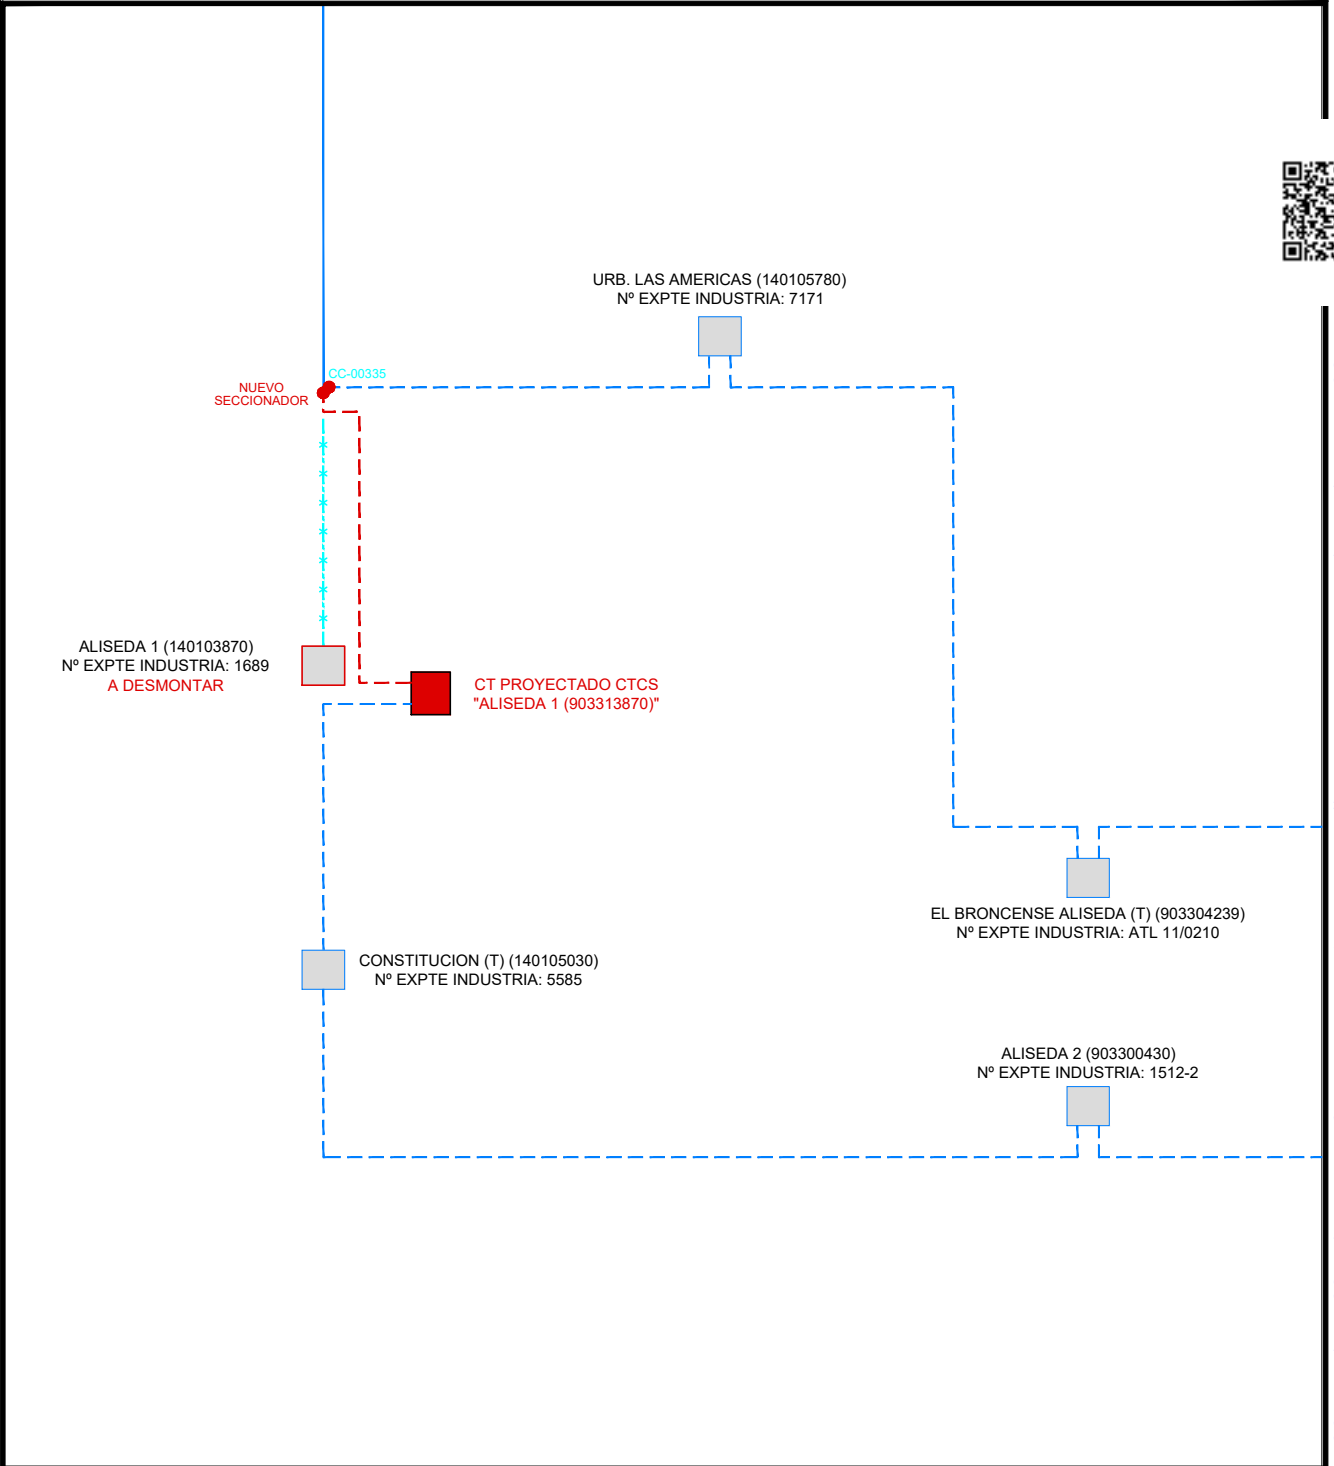 URB. LAS AMERICAS (140105780)
Nº EXPTE INDUSTRIA: 7171
CC-00335
NUEVO
SECCIONADOR
ALISEDA 1 (140103870)
Nº EXPTE INDUSTRIA: 1689
A DESMONTAR
CT PROYECTADO CTCS
"ALISEDA 1 (903313870)"
EL BRONCENSE ALISEDA (T) (903304239)
Nº EXPTE INDUSTRIA: ATL 11/0210
CONSTITUCION (T) (140105030)
Nº EXPTE INDUSTRIA: 5585
ALISEDA 2 (903300430)
Nº EXPTE INDUSTRIA: 1512-2